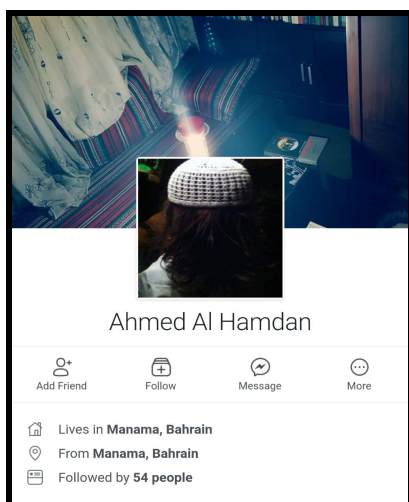 Ahmed Al Hamdan
Add Friend
Follow
Message
More
Lives in Manama, Bahrain
From Manama, Bahrain
Followed by 54 people